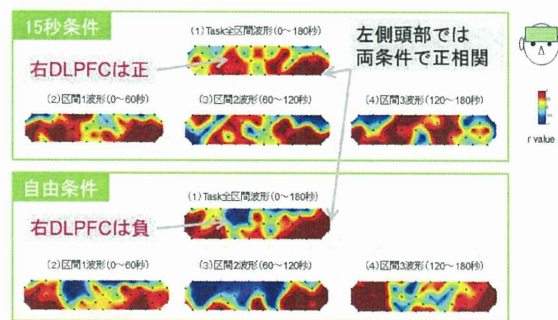 15秒条件
(1)Task全区間波形(0～180秒)
左側頭部では
両条件で正相関
右DLPFCは正
(2)区間1波形(0～60秒)
(3)区間2波形(60～120秒)
(4)区間3波形(120～180秒)
r value
自由条件
(1)Task全区間波形(0～180秒)
右DLPFCは負
(2)区間1波形(0～60秒)
(3)区間2波形(60～120秒)
(4)区間3波形(120～180秒)